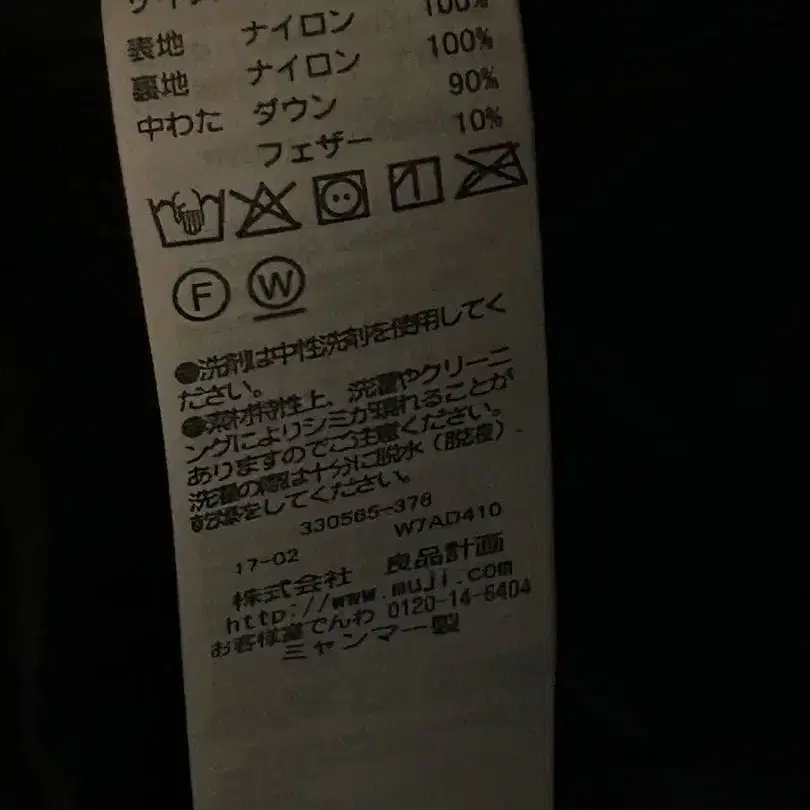 100%
表地 ナイロン 100%
裏地 ナイロン 90%
中わた ダウン 10%
フェザー
F W
●洗剤は中性洗剤を使用してく
ださい。
●素材特性上、洗濯やクリーニ
ングによりシミが現れることが
ありますのでご注意ください。
洗濯の際は十分に脱水（脱液）、
乾燥をしてください。
330565-378
17-02 W7AD410
株式会社 良品計画
http://www.muji.com
お客様室でんわ 0120-14-6404
ミャンマー製